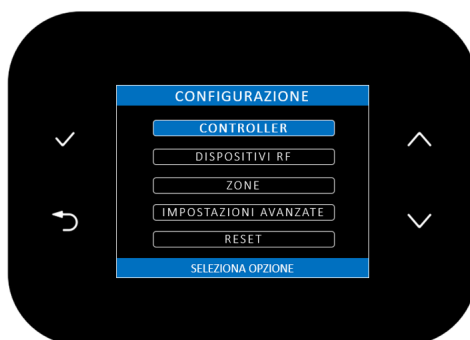 CONFIGURAZIONE
CONTROLLER
DISPOSITIVI RF
ZONE
IMPOSTAZIONI AVANZATE
RESET
SELEZIONA OPZIONE